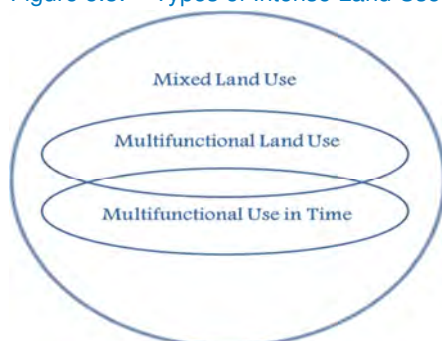 Types of Intense Land Use
Mixed Land Use
Multifunctional Land Use
Multifunctional Use in Time